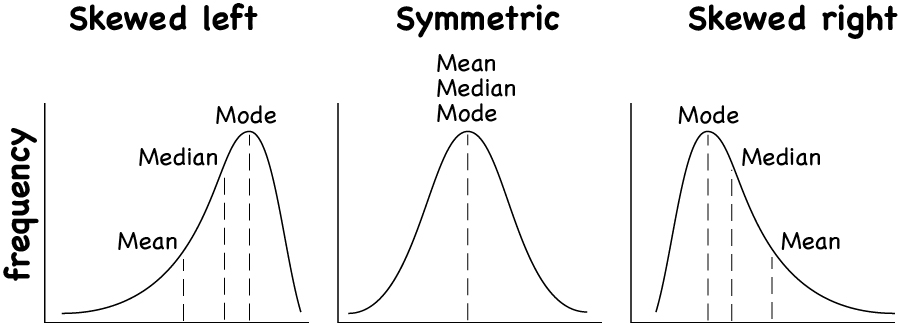 Skewed left
Symmetric
Skewed right
frequency
Mode
Median
Mean
Mean
Median
Mode
Mode
Median
Mean